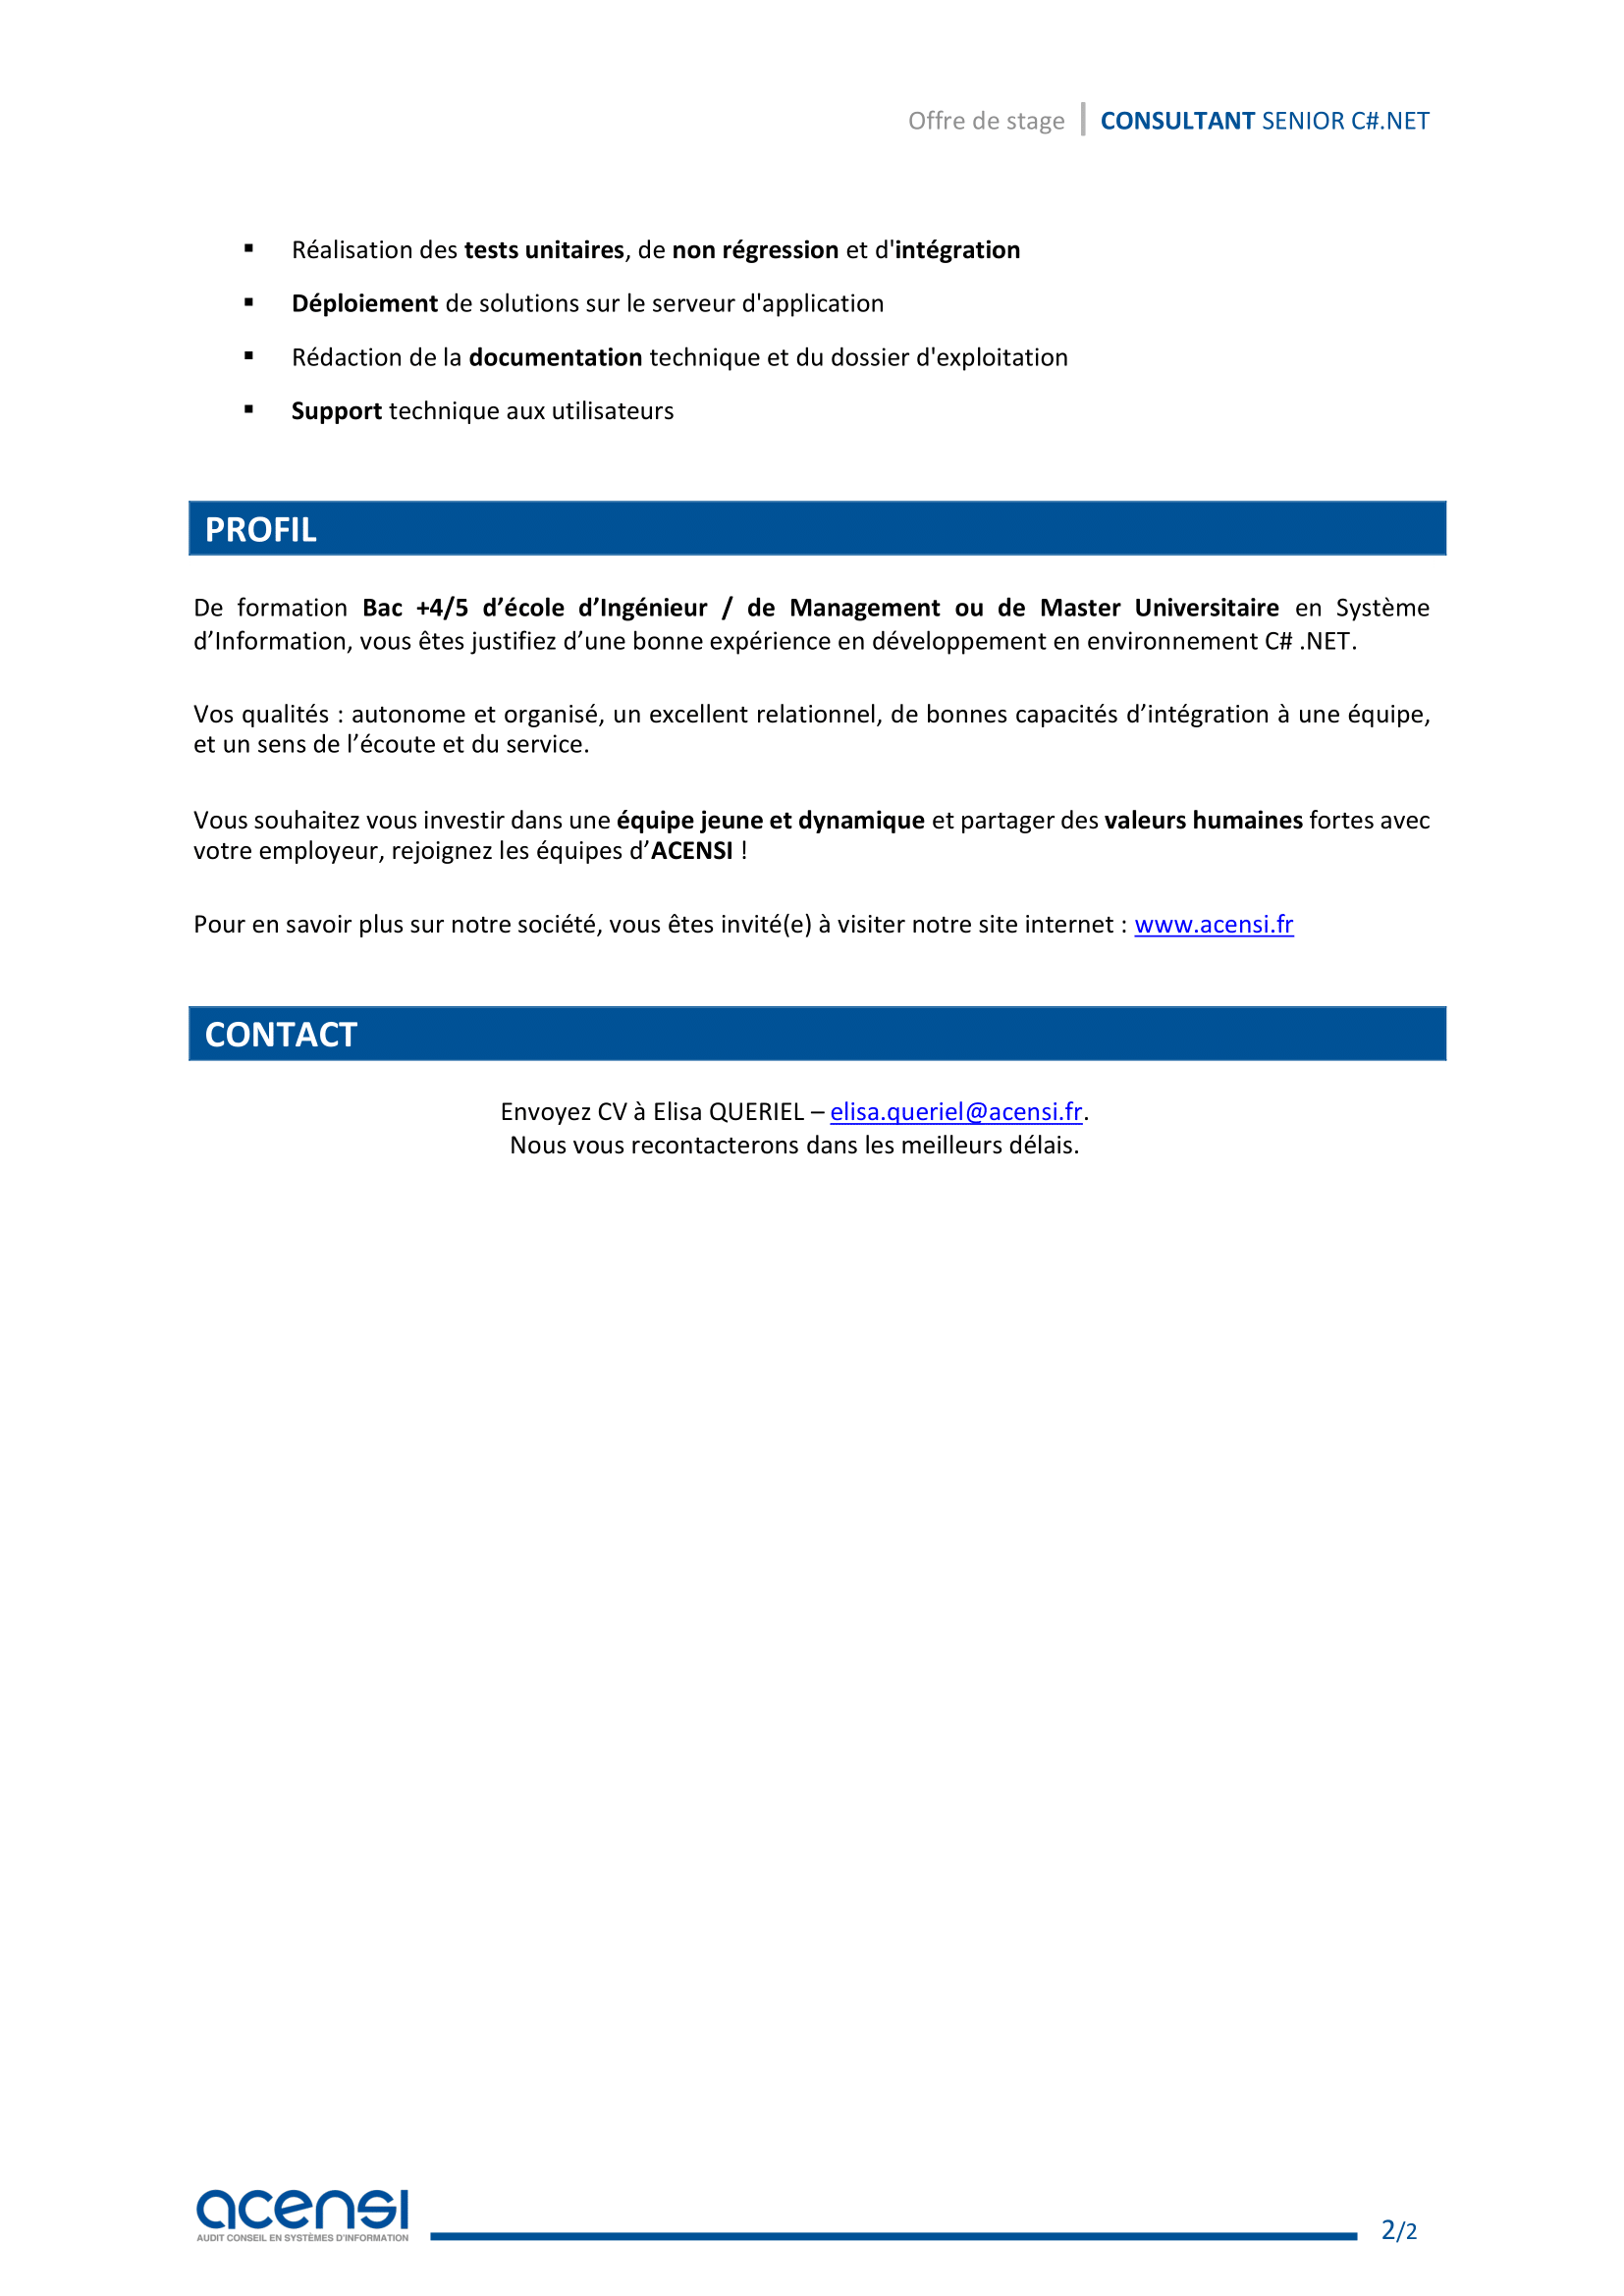 Offre de stage | CONSULTANT SENIOR C#.NET
▪ Réalisation des tests unitaires, de non régression et d'intégration
▪ Déploiement de solutions sur le serveur d'application
▪ Rédaction de la documentation technique et du dossier d'exploitation
▪ Support technique aux utilisateurs
PROFIL
De formation Bac +4/5 d’école d’Ingénieur / de Management ou de Master Universitaire en Système
d’Information, vous êtes justifiez d’une bonne expérience en développement en environnement C# .NET.
Vos qualités : autonome et organisé, un excellent relationnel, de bonnes capacités d’intégration à une équipe,
et un sens de l’écoute et du service.
Vous souhaitez vous investir dans une équipe jeune et dynamique et partager des valeurs humaines fortes avec
votre employeur, rejoignez les équipes d’ACENSI !
Pour en savoir plus sur notre société, vous êtes invité(e) à visiter notre site internet : www.acensi.fr
CONTACT
Envoyez CV à Elisa QUERIEL – elisa.queriel@acensi.fr.
Nous vous recontacterons dans les meilleurs délais.
acensi
AUDIT CONSEIL EN SYSTÈMES D'INFORMATION
2/2